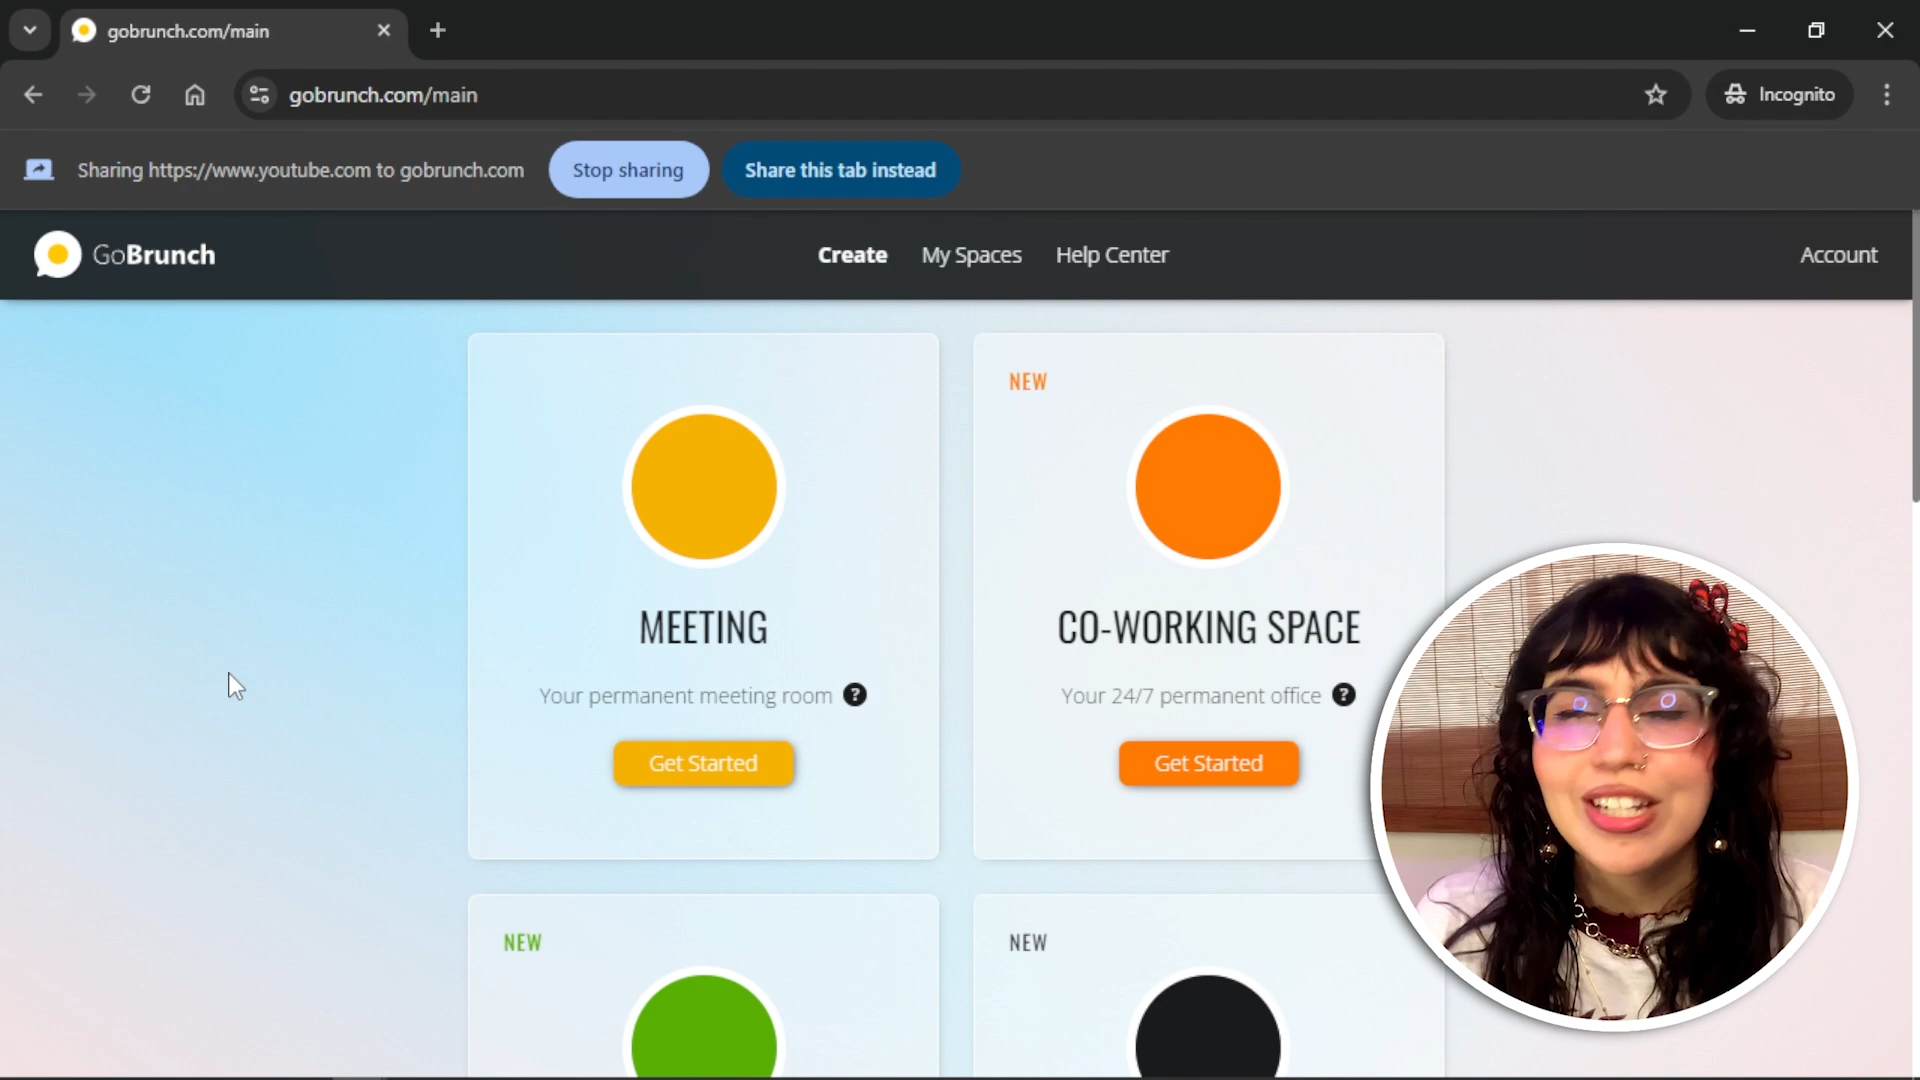 gobrunch.com/main
gobrunch.com/main
Incognito
Sharing https://www.youtube.com to gobrunch.com
Stop sharing
Share this tab instead
GoBrunch
Create
My Spaces
Help Center
Account
MEETING
Your permanent meeting room ?
Get Started
NEW
CO-WORKING SPACE
Your 24/7 permanent office ?
Get Started
NEW
NEW